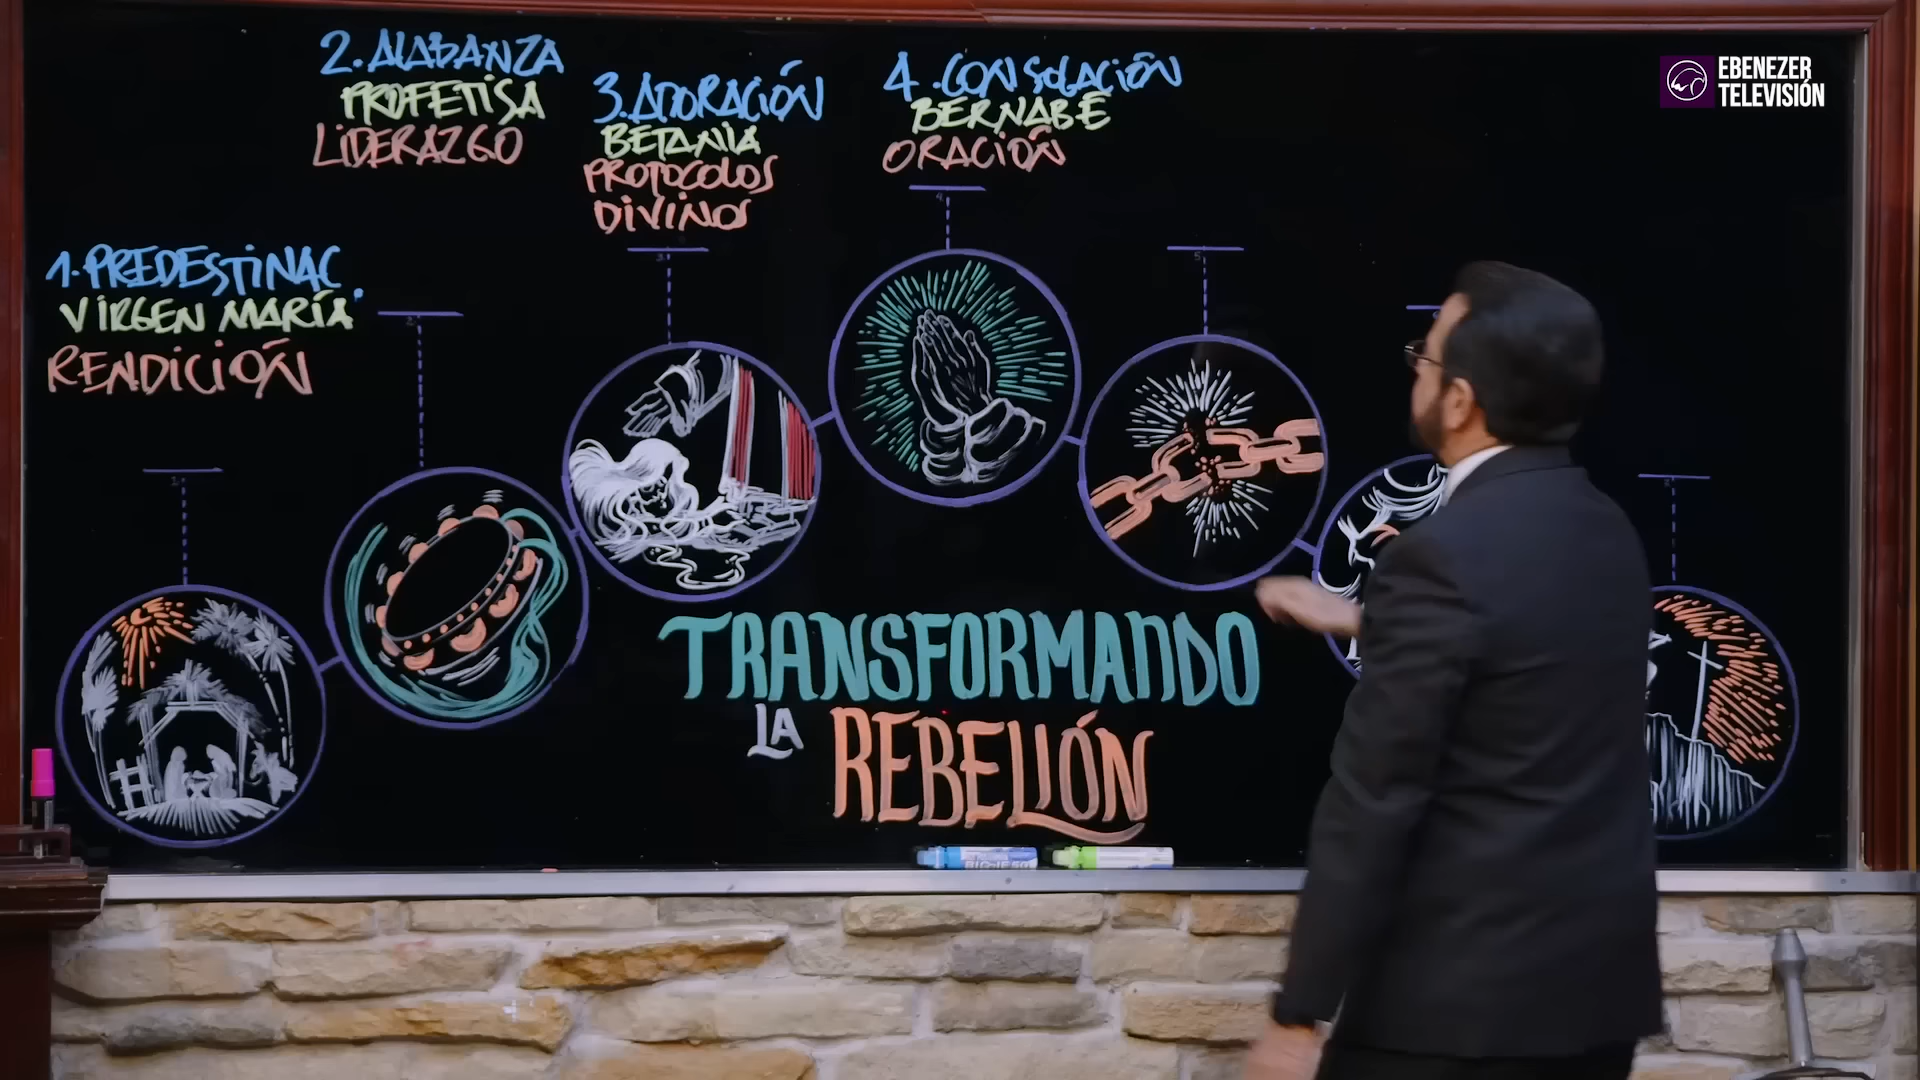 1. PREDESTINAC.
VIRGEN MARÍA
RENDICIÓN
2. ALABANZA
PROFETISA
LIDERAZGO
3. ADORACIÓN
BETANIA
PROTOCOLOS
DIVINOS
4. CONSOLACIÓN
BERNABE
ORACIÓN
EBENEZER
TELEVISIÓN
TRANSFORMANDO
LA REBELIÓN